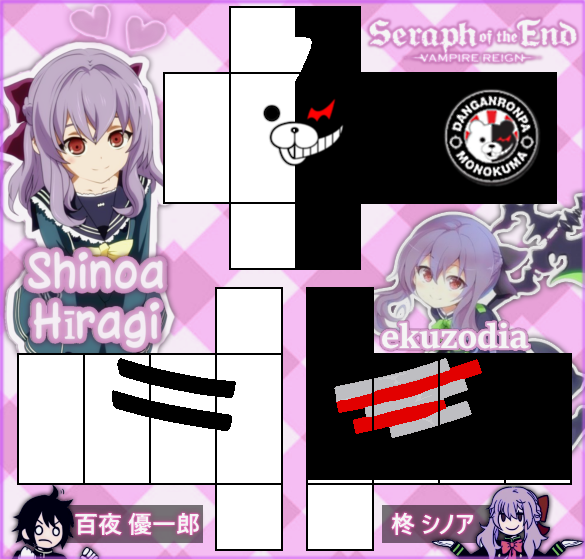 Seraph of the End
VAMPIRE REIGN
DANGANRONPA
MONOKUMA
Shinoa
Hiragi
ekuzodia
百夜 優一郎
柊 シノア